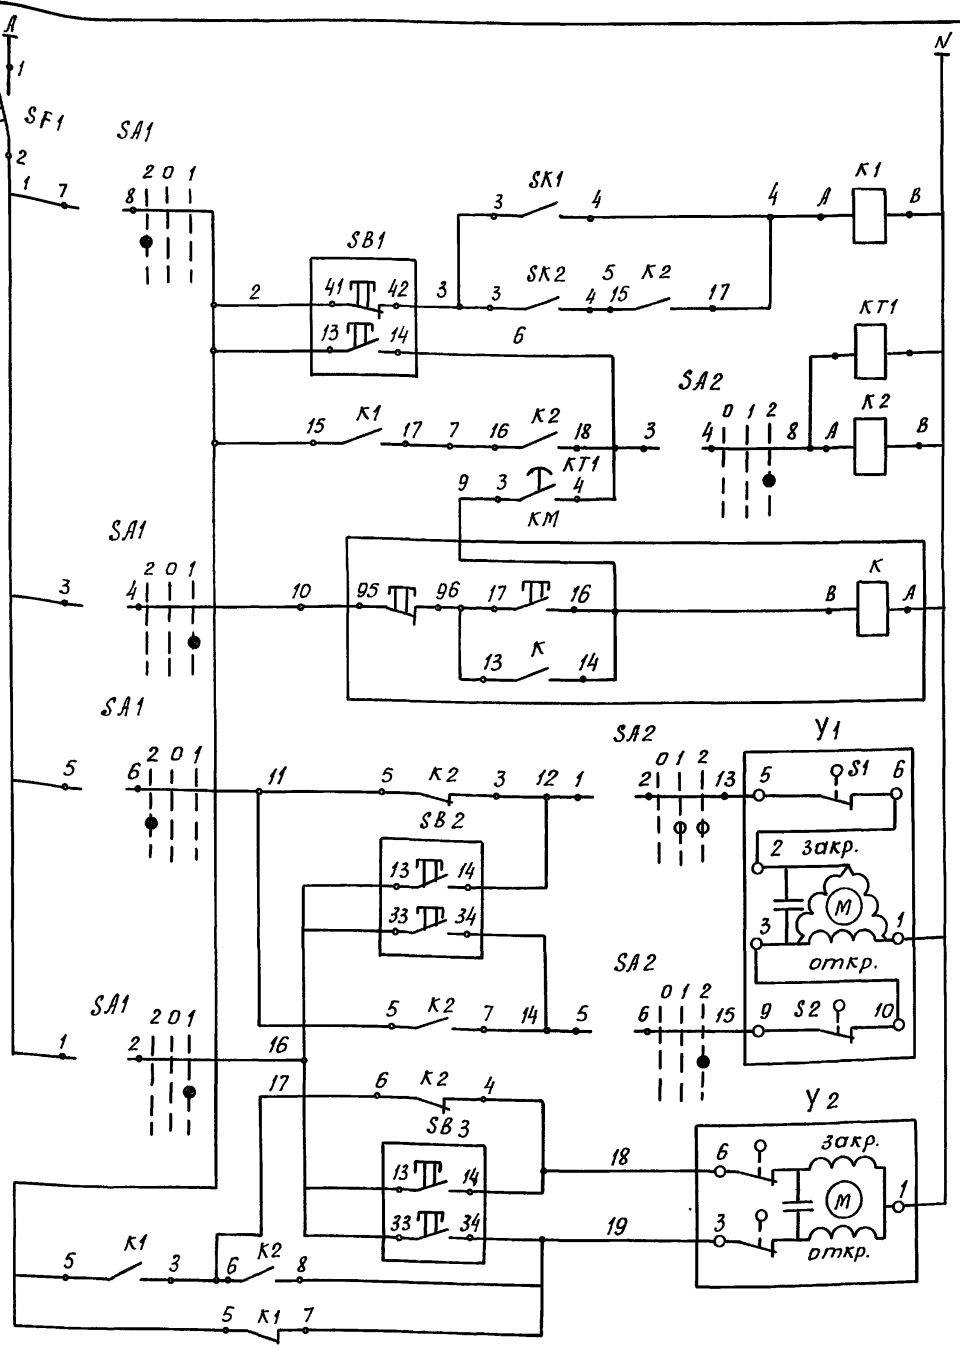 A N
1
SF1
SA1
2
2 0 1
1 7 8
SK1 K1
3 4 4 A B
SB1
SK2 5 K2
2 41 42 3 3 4 15 17
13 14 6
KT1
SA2
0 1 2
K1 K2 K2
15 17 7 16 18 3 4 8 A B
KT1
9 3 4
KM
SA1
2 0 1
3 4 10 95 96 17 16 B K A
K
13 14
SA1
2 0 1
SA2
0 1 2
У1
5 6 11 5 K2 3 12 1 2 13 5 S1 6
SB2
13 14
33 34
2 закр.
M
3 1
откр.
SA2
0 1 2
5 K2 7 14 5 6 15 9 S2 10
SA1
2 0 1
1 2 16
17 6 K2 4
SB3
13 14
33 34
У2
18 6 закр.
M 1
19 3 откр.
5 K1 3 6 K2 8
5 K1 7